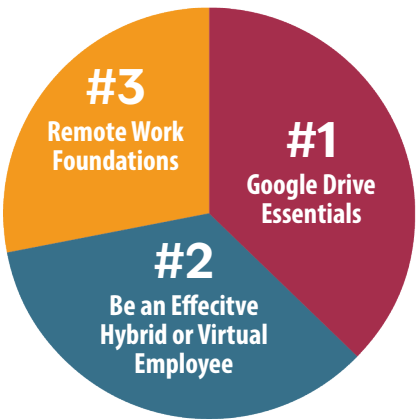 #1
Google Drive
Essentials
#2
Be an Effecitve
Hybrid or Virtual
Employee
#3
Remote Work
Foundations